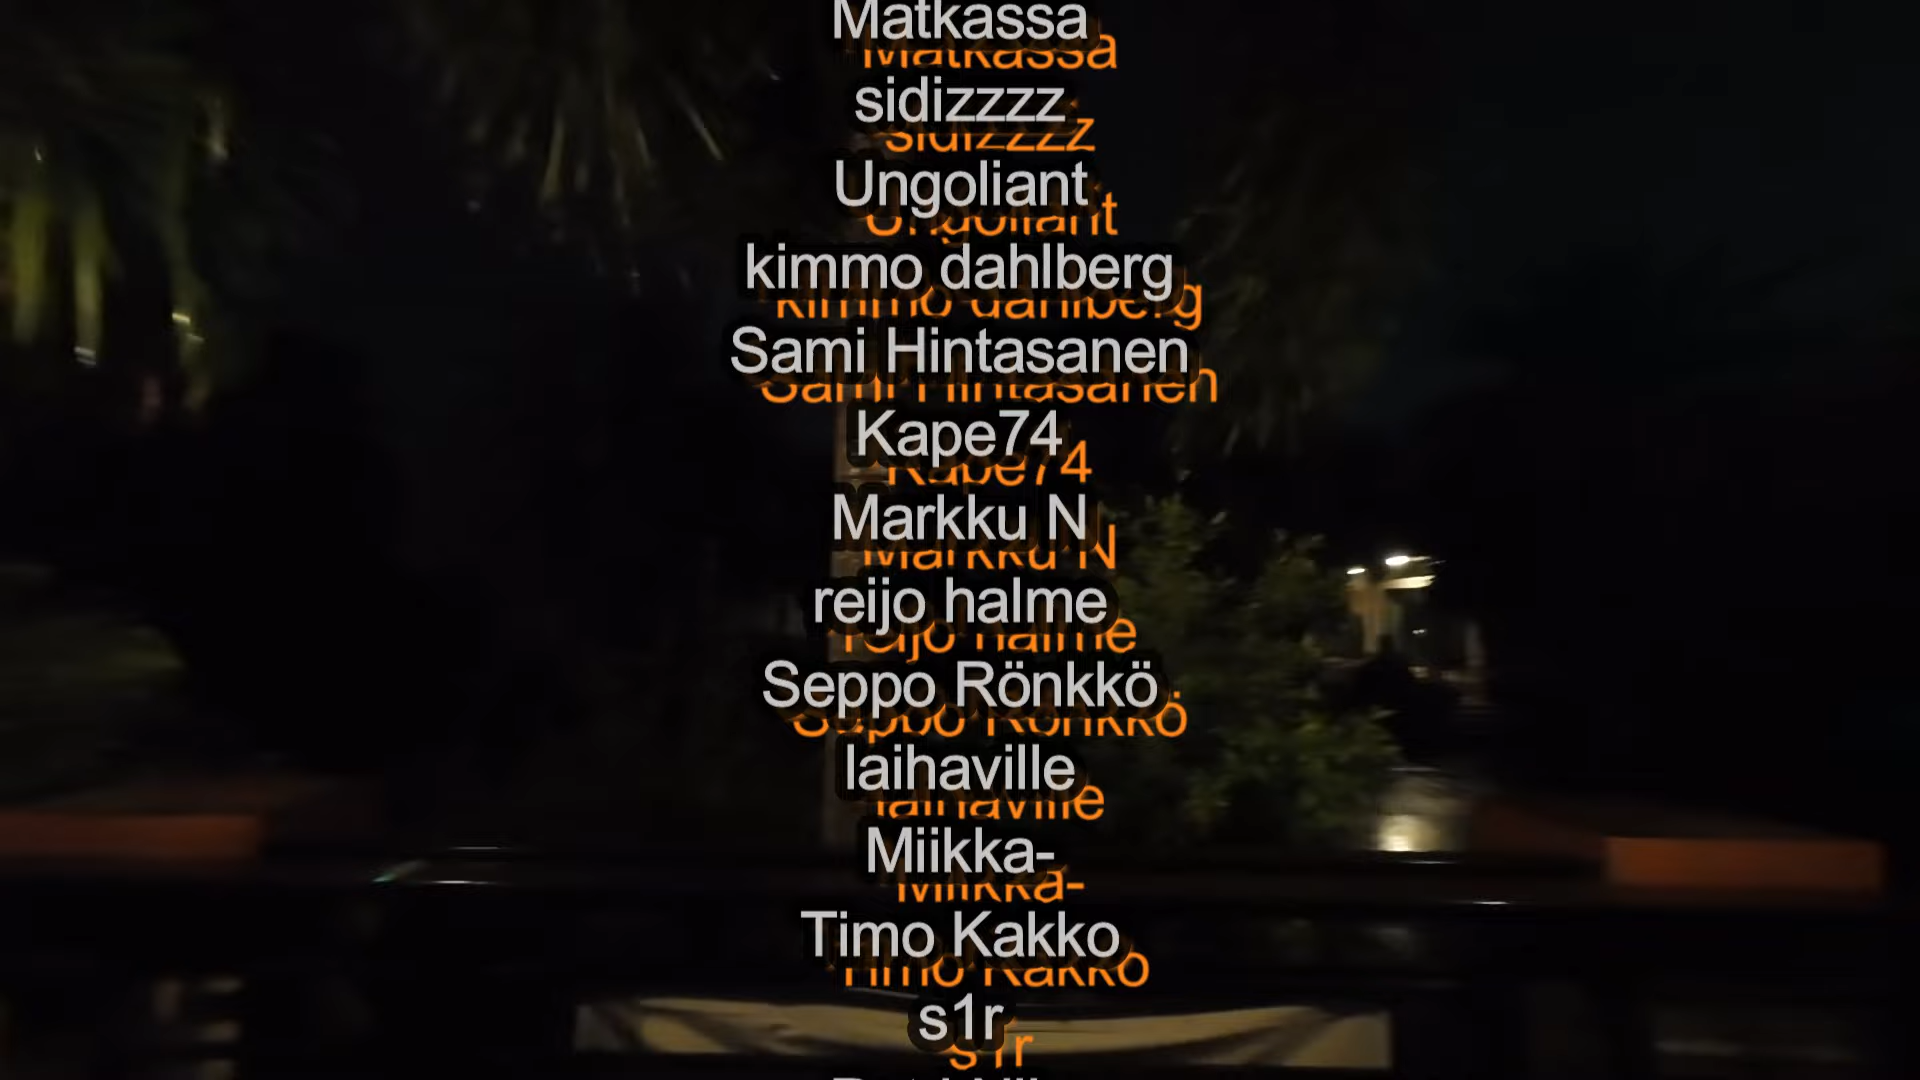 Matkassa
sidizzzz
Ungoliant
kimmo dahlberg
Sami Hintasanen
Kape74
Markku N
reijo halme
Seppo Rönkkö
laihaville
Miikka-
Timo Kakko
s1r